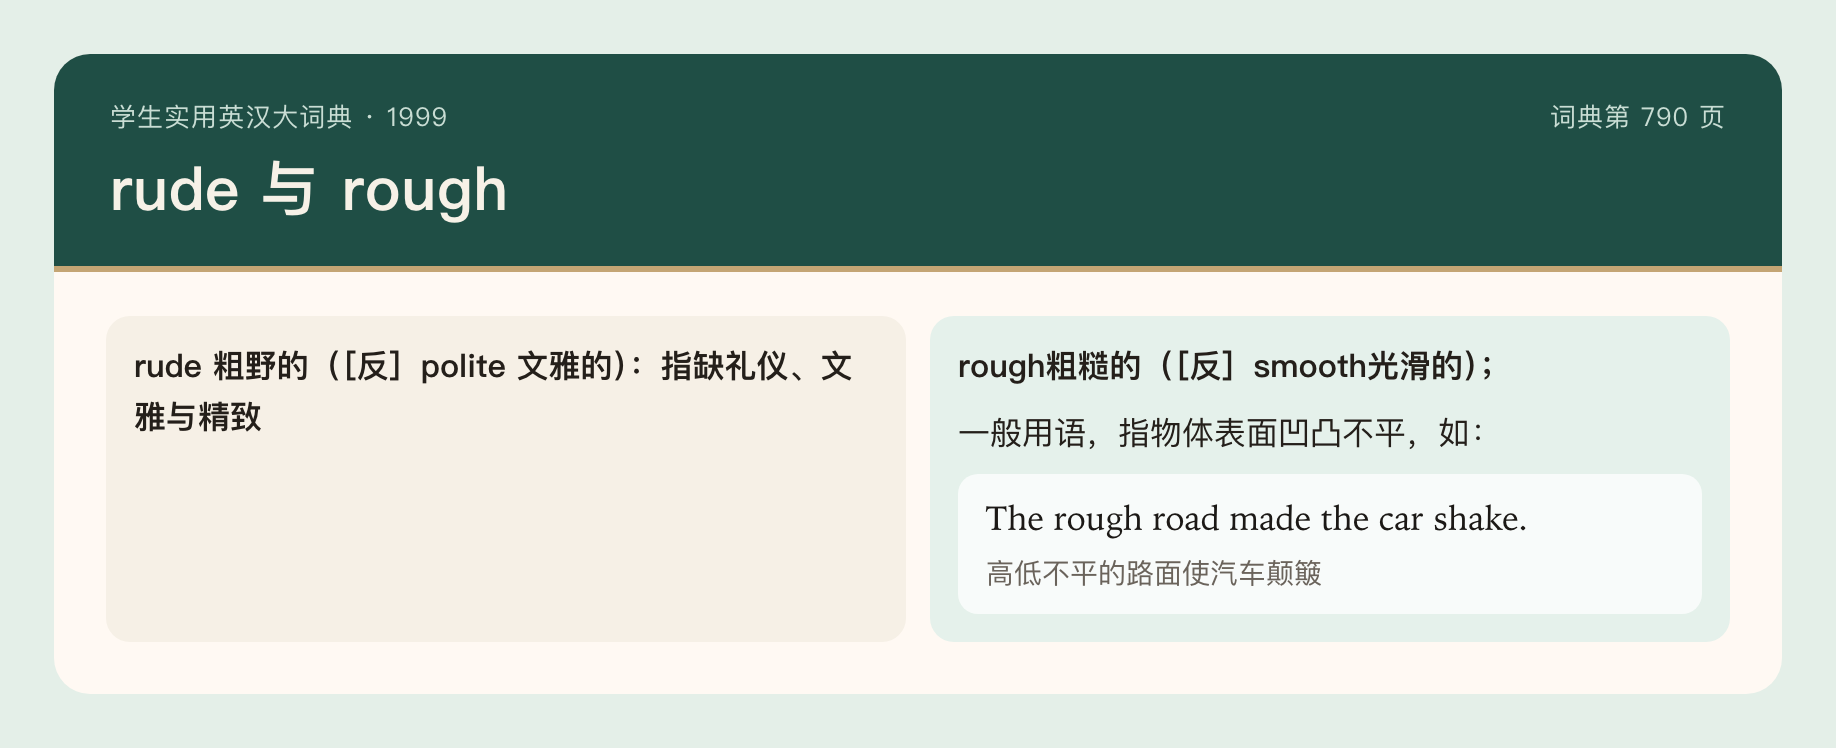 学生实用英汉大词典 · 1999
词典第 790 页
rude 与 rough
rude 粗野的（［反］polite 文雅的）：指缺礼仪、文
雅与精致
rough粗糙的（［反］smooth光滑的）；
一般用语，指物体表面凹凸不平，如：
The rough road made the car shake.
高低不平的路面使汽车颠簸